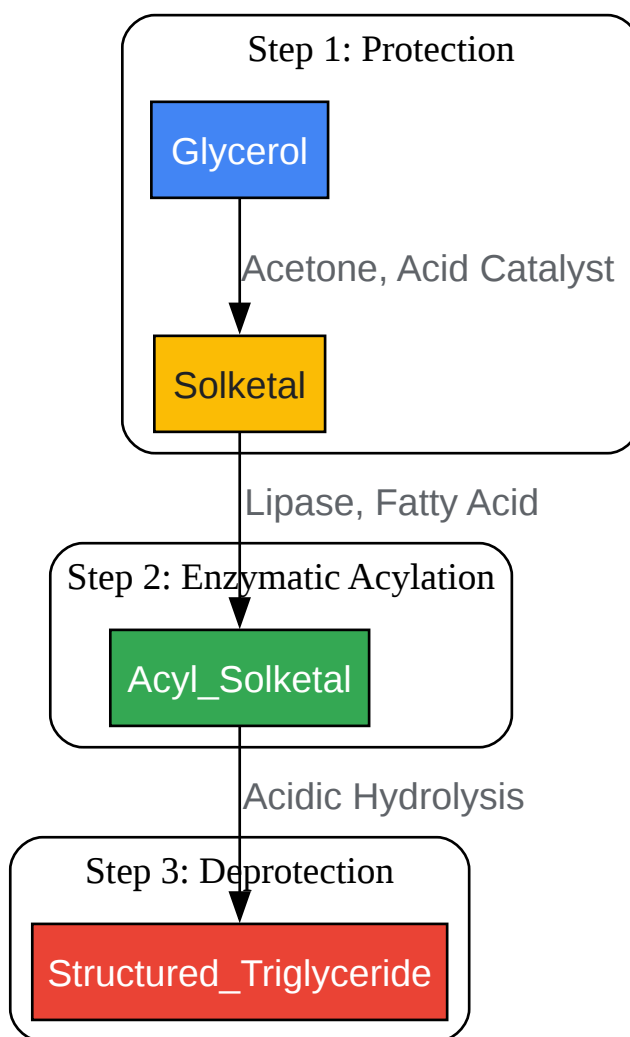 Step 1: Protection
Glycerol
Acetone, Acid Catalyst
Solketal
Lipase, Fatty Acid
Step 2: Enzymatic Acylation
Acyl_Solketal
Acidic Hydrolysis
Step 3: Deprotection
Structured_Triglyceride